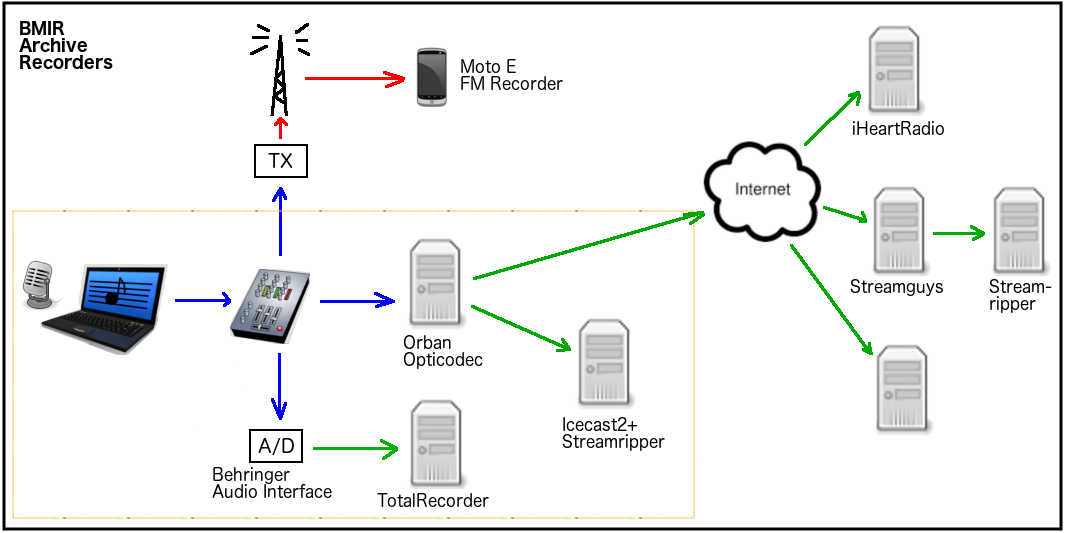 BMIR
Archive
Recorders
Moto E
FM Recorder
TX
iHeartRadio
Internet
Streamguys
Stream-
ripper
Orban
Opticodec
Icecast2+
Streamripper
A/D
Behringer
Audio Interface
TotalRecorder